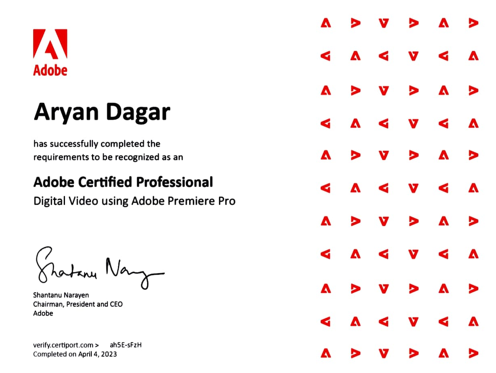 Adobe
Aryan Dagar
has successfully completed the
requirements to be recognized as an
Adobe Certified Professional
Digital Video using Adobe Premiere Pro
Shantanu Narayen
Shantanu Narayen
Chairman, President and CEO
Adobe
verify.certiport.com > ah5E-sFzH
Completed on April 4, 2023